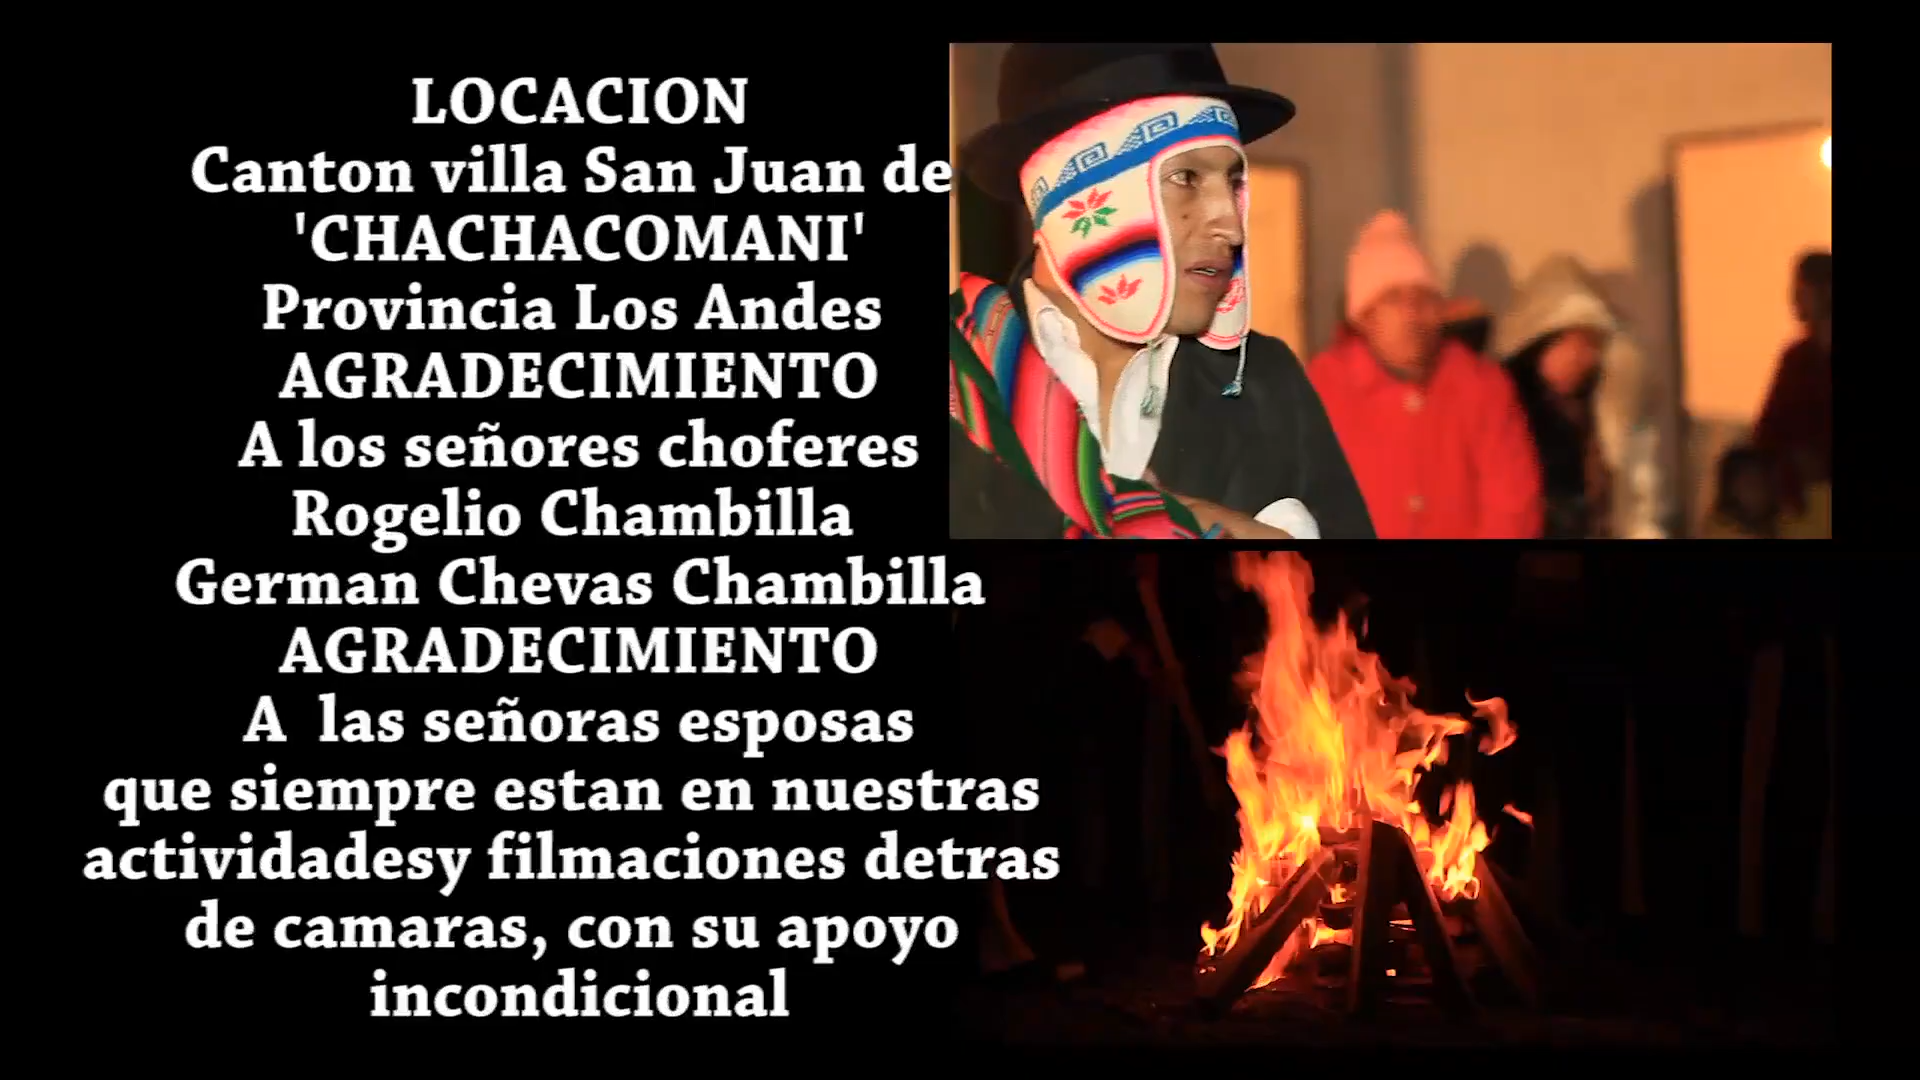 LOCACION
Canton villa San Juan de
'CHACHACOMANI'
Provincia Los Andes
AGRADECIMIENTO
A los señores choferes
Rogelio Chambilla
German Chevas Chambilla
AGRADECIMIENTO
A  las señoras esposas
que siempre estan en nuestras
actividadesy filmaciones detras
de camaras, con su apoyo
incondicional